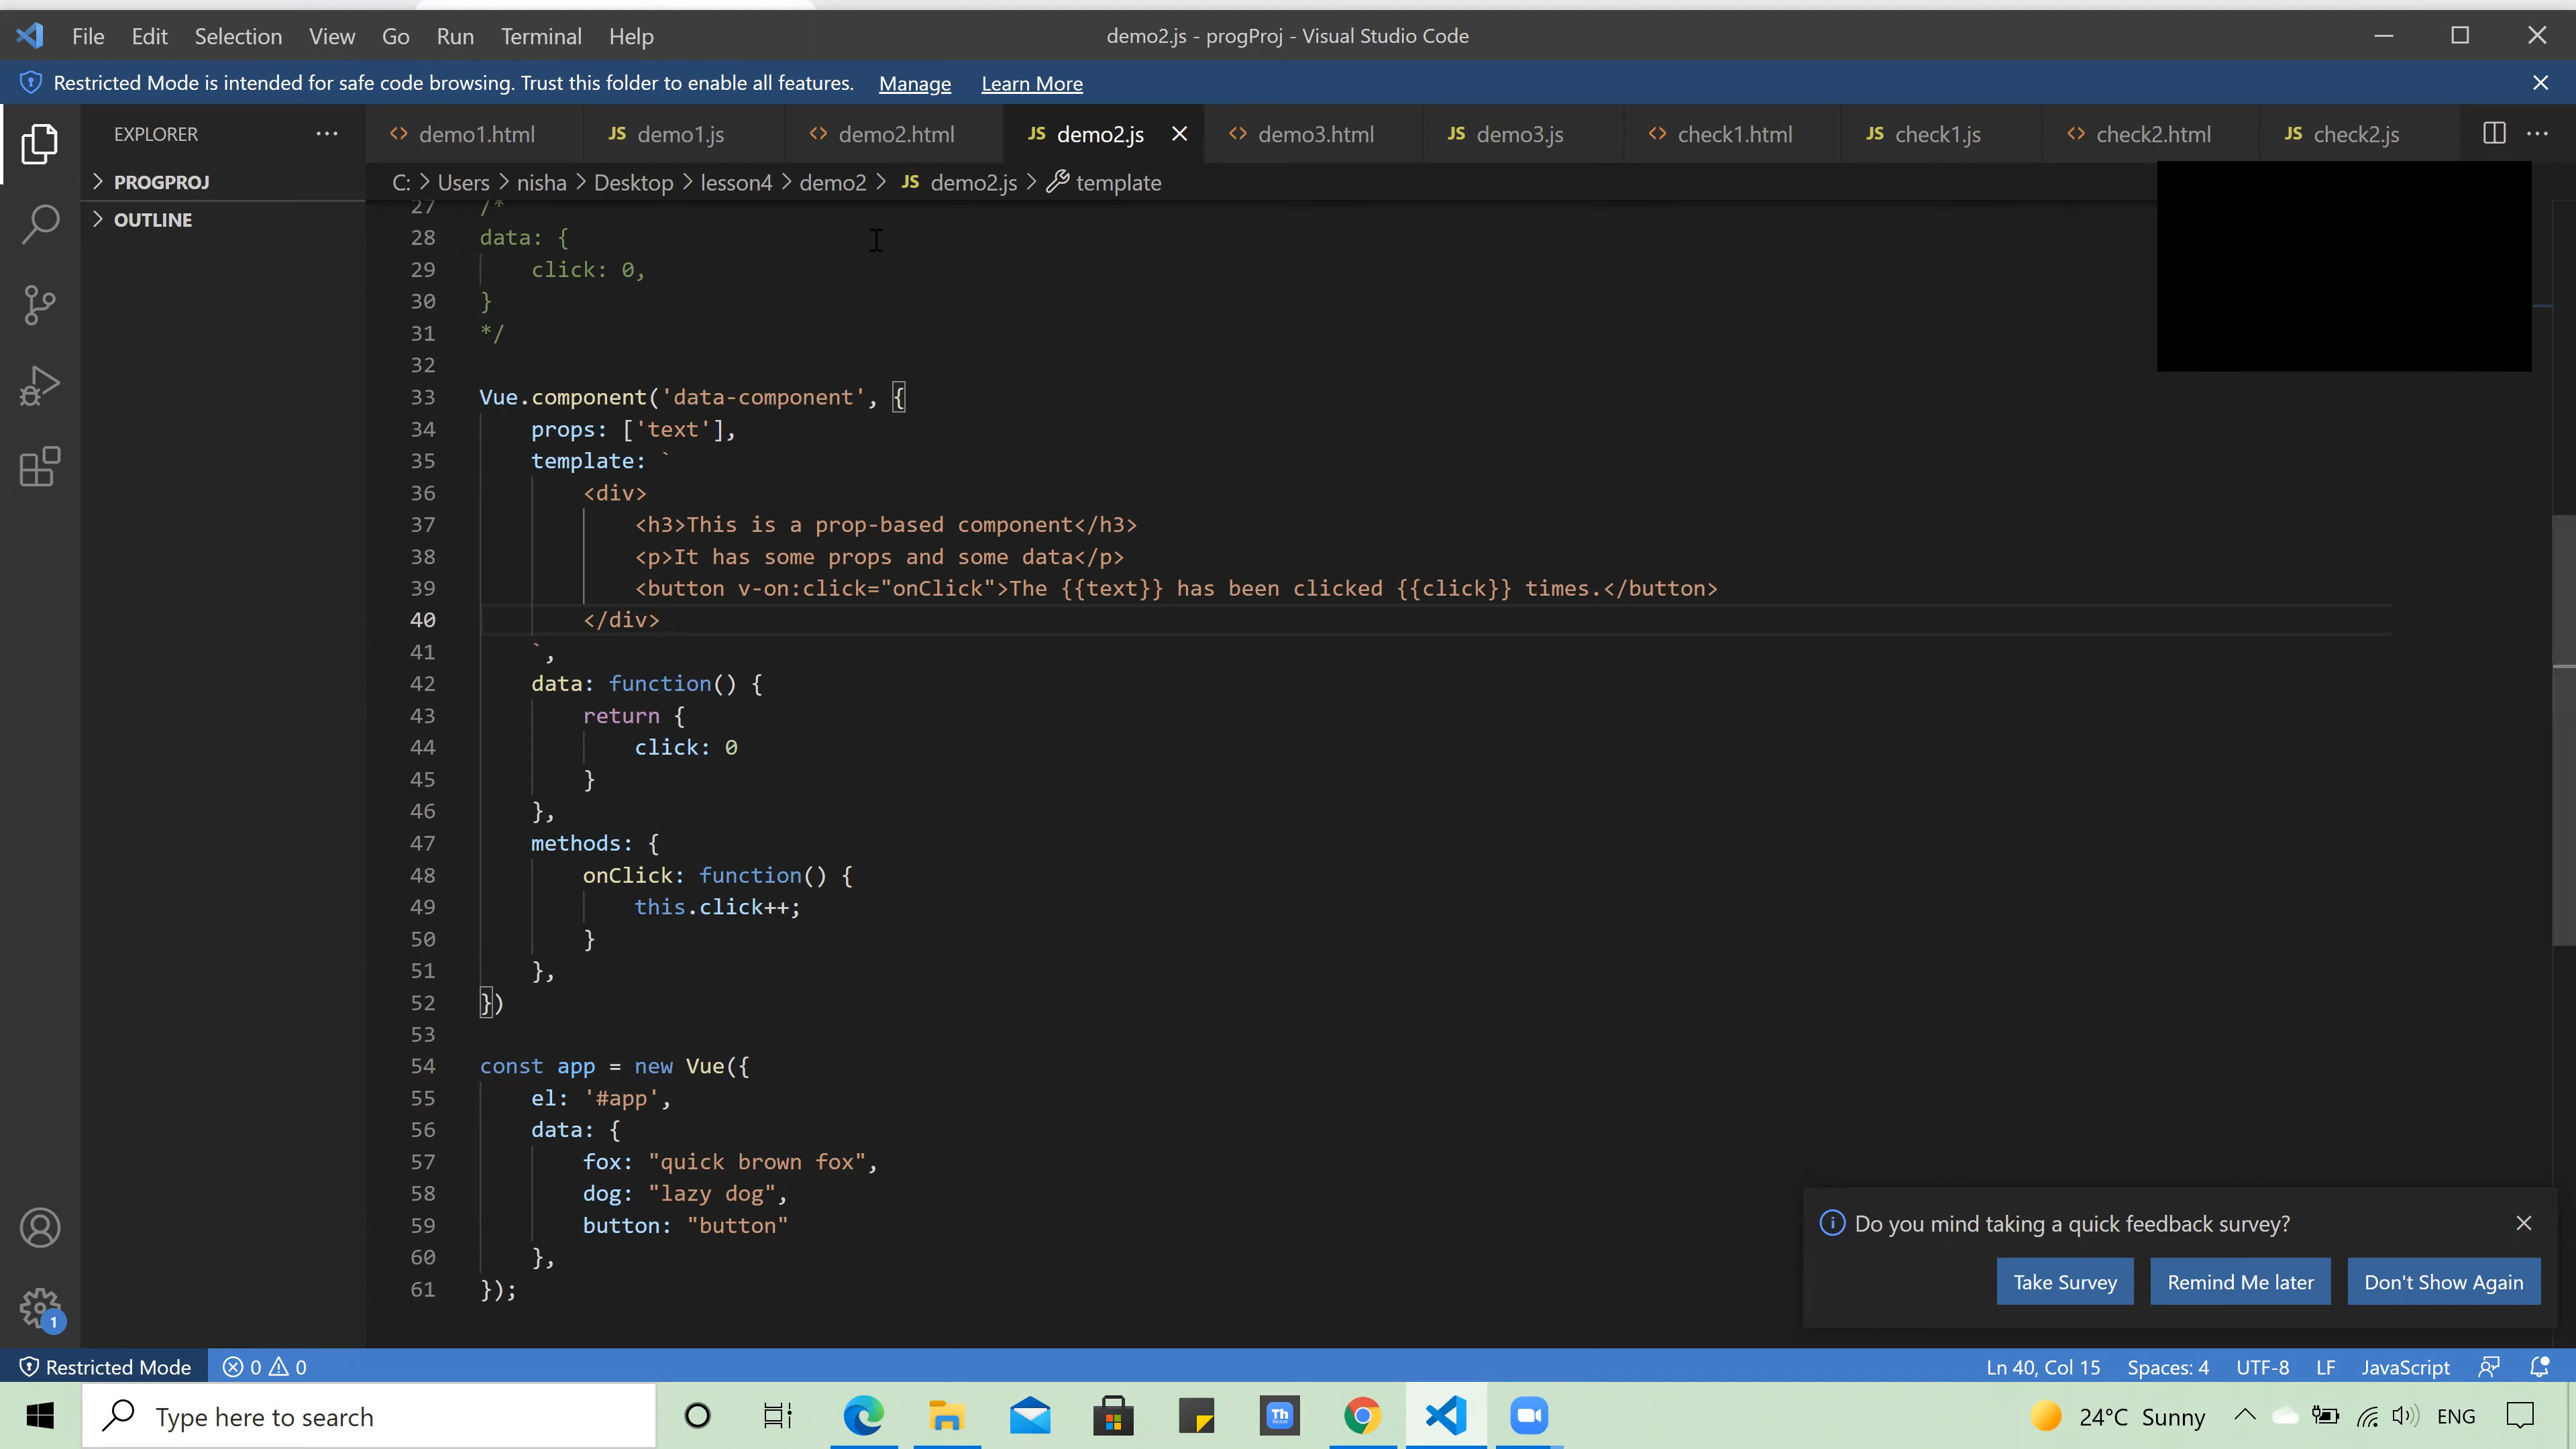 File Edit Selection View Go Run Terminal Help demo2.js - progProj - Visual Studio Code
Restricted Mode is intended for safe code browsing. Trust this folder to enable all features. Manage Learn More
EXPLORER ... <> demo1.html JS demo1.js <> demo2.html JS demo2.js <> demo3.html JS demo3.js <> check1.html JS check1.js <> check2.html JS check2.js ...
PROGPROJ
C: > Users > nisha > Desktop > lesson4 > demo2 > JS demo2.js > template
OUTLINE
27 /*
28 data: {
29 click: 0,
30 }
31 */
32
33 Vue.component('data-component', {
34 props: ['text'],
35 template: `
36 <div>
37 <h3>This is a prop-based component</h3>
38 <p>It has some props and some data</p>
39 <button v-on:click="onClick">The {{text}} has been clicked {{click}} times.</button>
40 </div>
41 `,
42 data: function() {
43 return {
44 click: 0
45 }
46 },
47 methods: {
48 onClick: function() {
49 this.click++;
50 }
51 },
52 })
53
54 const app = new Vue({
55 el: '#app',
56 data: {
57 fox: "quick brown fox",
58 dog: "lazy dog",
59 button: "button"
60 },
61 });
Do you mind taking a quick feedback survey?
Take Survey Remind Me later Don't Show Again
1
Restricted Mode 0 0 Ln 40, Col 15 Spaces: 4 UTF-8 LF JavaScript
Type here to search Th 24°C Sunny ENG